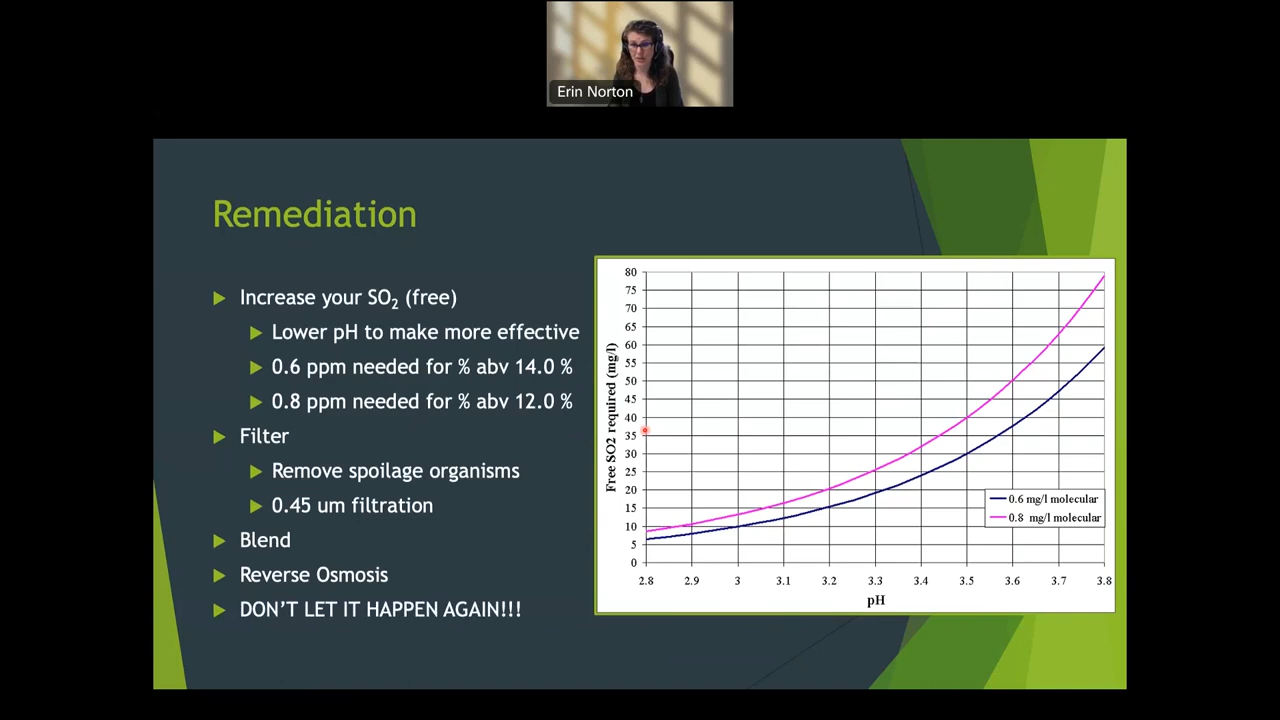 Erin Norton
Remediation
Increase your SO2 (free)
Lower pH to make more effective
0.6 ppm needed for % abv 14.0 %
0.8 ppm needed for % abv 12.0 %
Filter
Remove spoilage organisms
0.45 um filtration
Blend
Reverse Osmosis
DON'T LET IT HAPPEN AGAIN!!!
Free SO2 required (mg/l)
80
75
70
65
60
55
50
45
40
35
30
25
20
15
10
5
0
2.8 2.9 3 3.1 3.2 3.3 3.4 3.5 3.6 3.7 3.8
pH
0.6 mg/l molecular
0.8 mg/l molecular